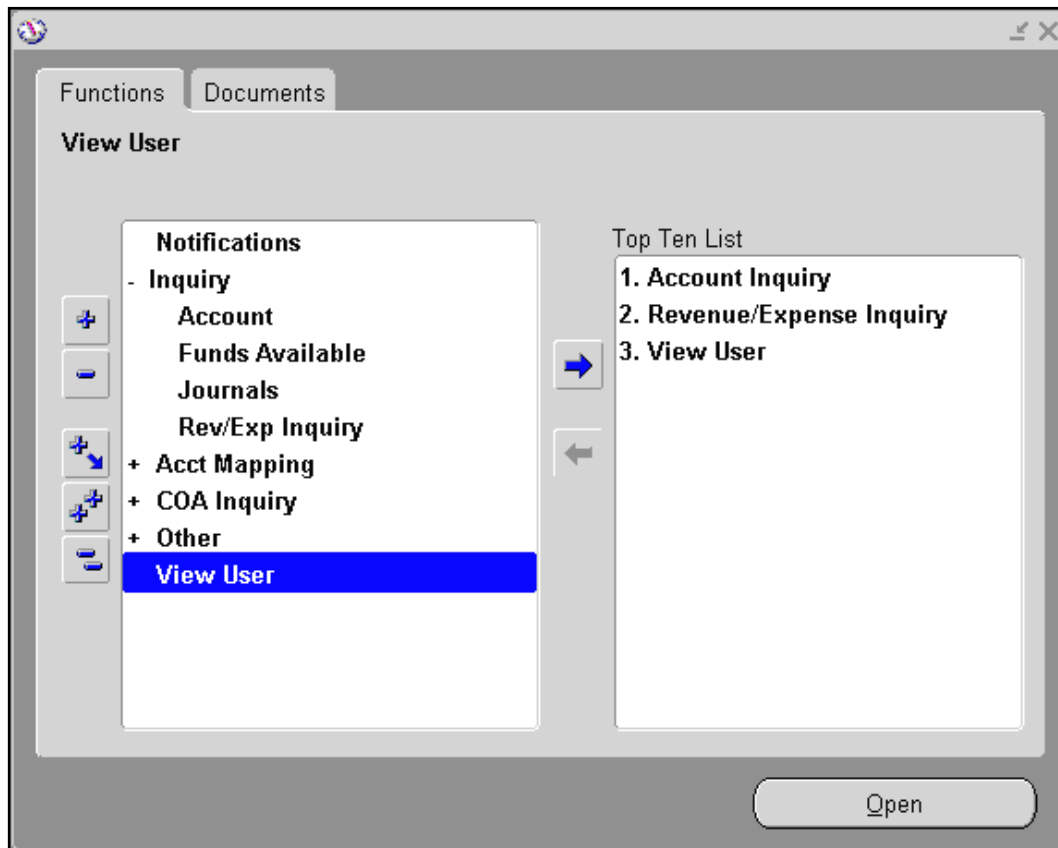 Functions
Documents
View User
Notifications
- Inquiry
Account
Funds Available
Journals
Rev/Exp Inquiry
+ Acct Mapping
+ COA Inquiry
+ Other
View User
Top Ten List
1. Account Inquiry
2. Revenue/Expense Inquiry
3. View User
Open